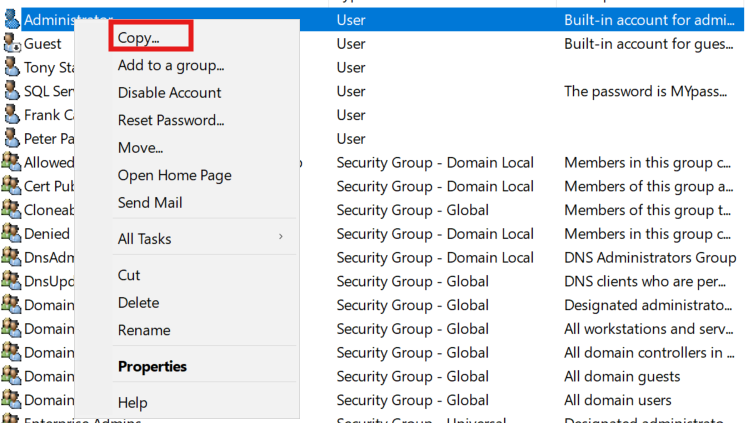 Administrator User Built-in account for admi...
Guest User Built-in account for gues...
Tony Sta User
SQL Ser User The password is MYpass...
Frank C User
Peter Pa User
Allowed Security Group - Domain Local Members in this group c...
Cert Pub Security Group - Domain Local Members of this group a...
Cloneab Security Group - Global Members of this group t...
Denied Security Group - Domain Local Members in this group c...
DnsAdm Security Group - Domain Local DNS Administrators Group
DnsUpd Security Group - Global DNS clients who are per...
Domain Security Group - Global Designated administrato...
Domain Security Group - Global All workstations and serv...
Domain Security Group - Global All domain controllers in ...
Domain Security Group - Global All domain guests
Domain Security Group - Global All domain users
Enterprise Admins Security Group - Universal Designated administrato...
Copy...
Add to a group...
Disable Account
Reset Password...
Move...
Open Home Page
Send Mail
All Tasks
Cut
Delete
Rename
Properties
Help